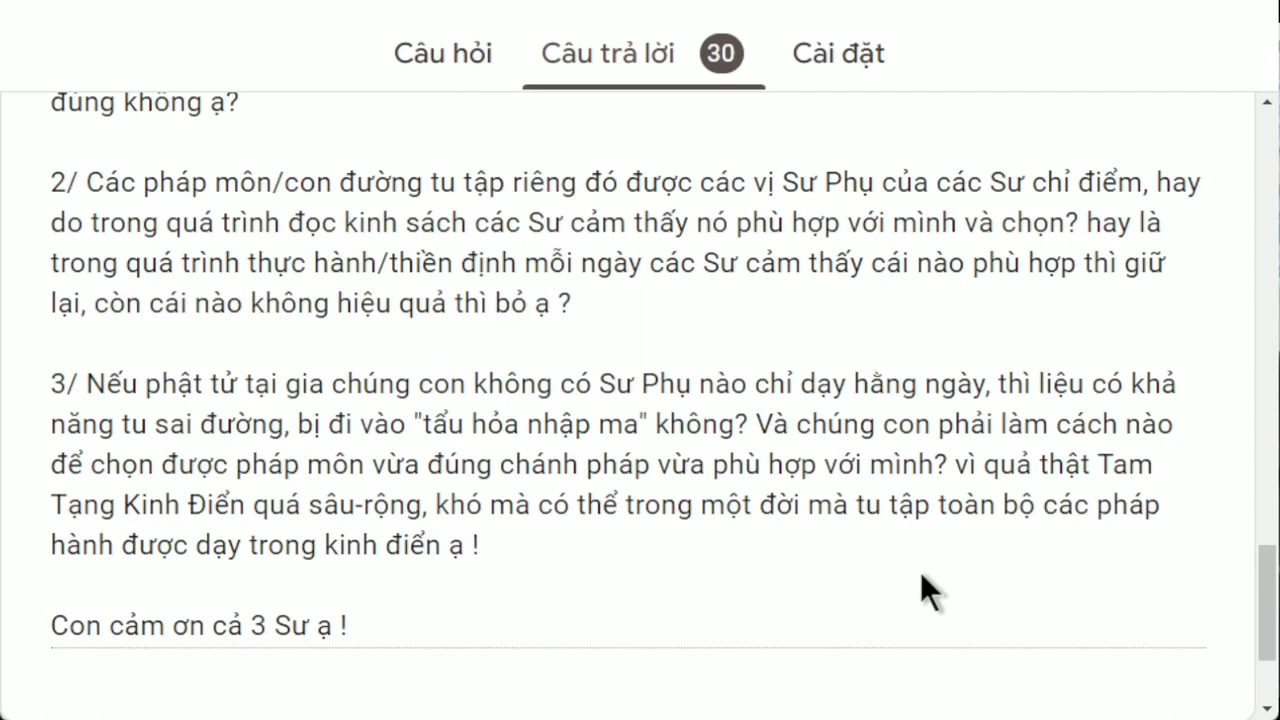 Câu hỏi Câu trả lời 30 Cài đặt
đúng không ạ?
2/ Các pháp môn/con đường tu tập riêng đó được các vị Sư Phụ của các Sư chỉ điểm, hay
do trong quá trình đọc kinh sách các Sư cảm thấy nó phù hợp với mình và chọn? hay là
trong quá trình thực hành/thiền định mỗi ngày các Sư cảm thấy cái nào phù hợp thì giữ
lại, còn cái nào không hiệu quả thì bỏ ạ ?
3/ Nếu phật tử tại gia chúng con không có Sư Phụ nào chỉ dạy hằng ngày, thì liệu có khả
năng tu sai đường, bị đi vào "tẩu hỏa nhập ma" không? Và chúng con phải làm cách nào
để chọn được pháp môn vừa đúng chánh pháp vừa phù hợp với mình? vì quả thật Tam
Tạng Kinh Điển quá sâu-rộng, khó mà có thể trong một đời mà tu tập toàn bộ các pháp
hành được dạy trong kinh điển ạ !
Con cảm ơn cả 3 Sư ạ !